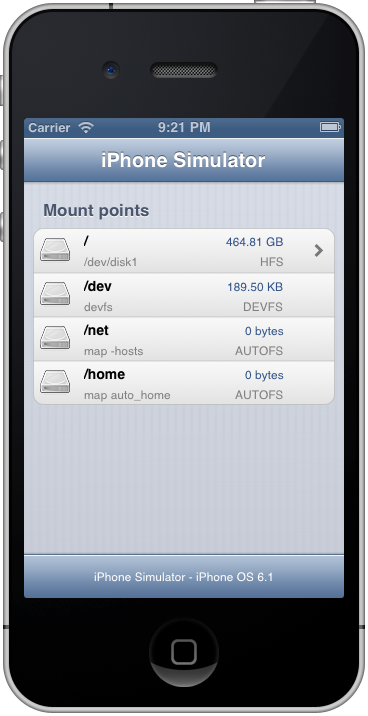 Carrier 9:21 PM
iPhone Simulator
Mount points
/ 464.81 GB
/dev/disk1 HFS
/dev 189.50 KB
devfs DEVFS
/net 0 bytes
map -hosts AUTOFS
/home 0 bytes
map auto_home AUTOFS
iPhone Simulator - iPhone OS 6.1